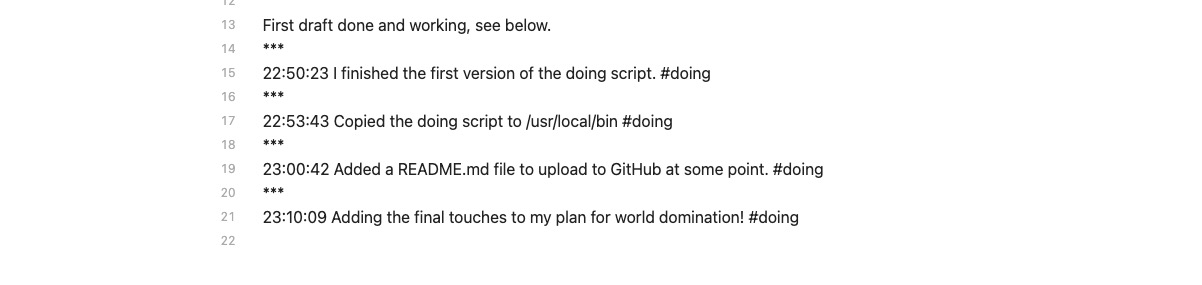 12
13 First draft done and working, see below.
14 ***
15 22:50:23 I finished the first version of the doing script. #doing
16 ***
17 22:53:43 Copied the doing script to /usr/local/bin #doing
18 ***
19 23:00:42 Added a README.md file to upload to GitHub at some point. #doing
20 ***
21 23:10:09 Adding the final touches to my plan for world domination! #doing
22